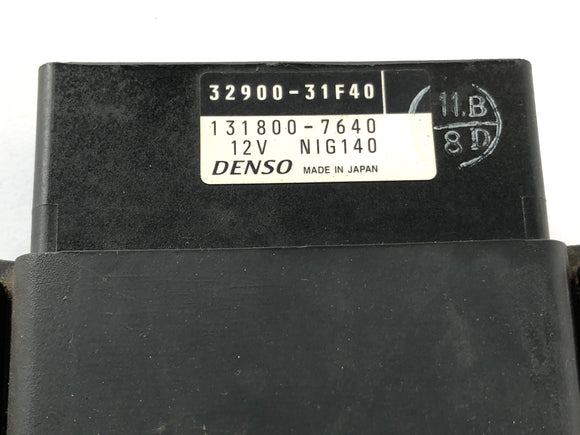 32900-31F40
131800-7640
12V NIG140
DENSO MADE IN JAPAN
11.B
8D